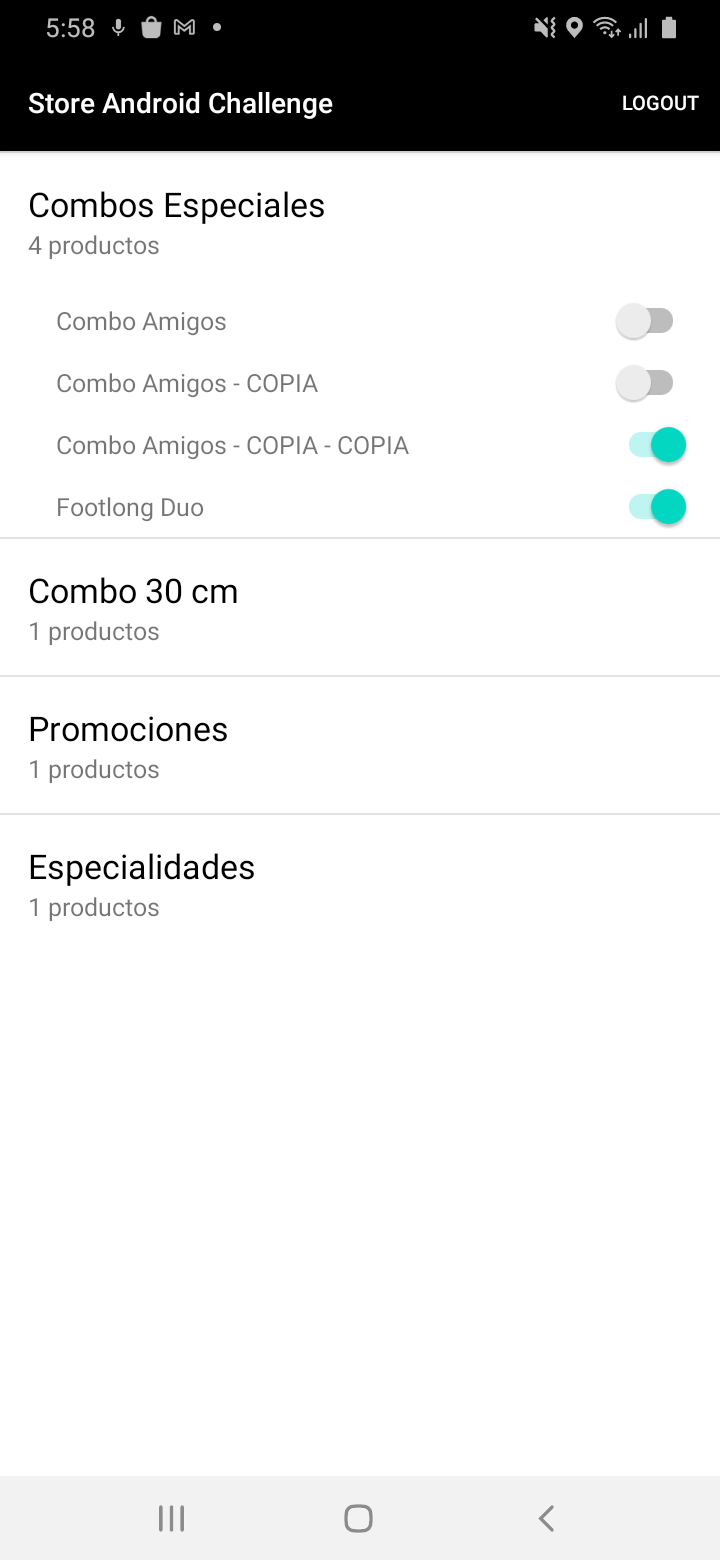 5:58
Store Android Challenge
LOGOUT
Combos Especiales
4 productos
Combo Amigos
Combo Amigos - COPIA
Combo Amigos - COPIA - COPIA
Footlong Duo
Combo 30 cm
1 productos
Promociones
1 productos
Especialidades
1 productos